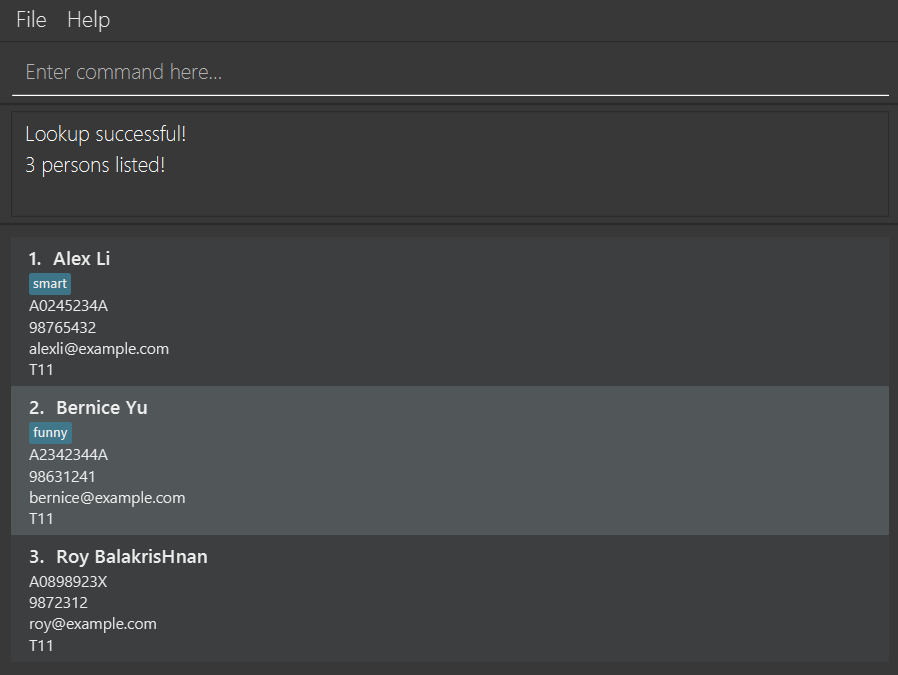 File Help
Enter command here...
Lookup successful!
3 persons listed!
1. Alex Li
smart
A0245234A
98765432
alexli@example.com
T11
2. Bernice Yu
funny
A2342344A
98631241
bernice@example.com
T11
3. Roy BalakrisHnan
A0898923X
9872312
roy@example.com
T11